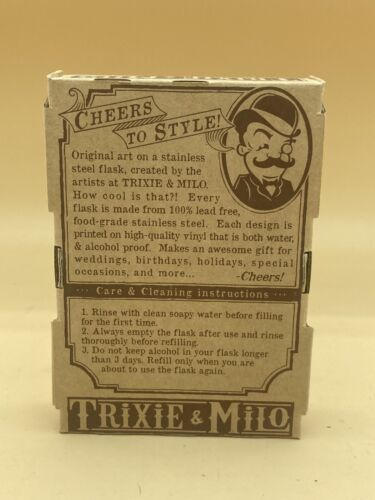 CHEERS
TO STYLE!
Original art on a stainless
steel flask, created by the
artists at TRIXIE & MILO.
How cool is that?! Every
flask is made from 100% lead free,
food-grade stainless steel. Each design is
printed on high-quality vinyl that is both water,
& alcohol proof. Makes an awesome gift for
weddings, birthdays, holidays, special
occasions, and more... -Cheers!
Care & Cleaning instructions
1. Rinse with clean soapy water before filling
for the first time.
2. Always empty the flask after use and rinse
thoroughly before refilling.
3. Do not keep alcohol in your flask longer
than 3 days. Refill only when you are
about to use the flask again.
TRIXIE & MILO